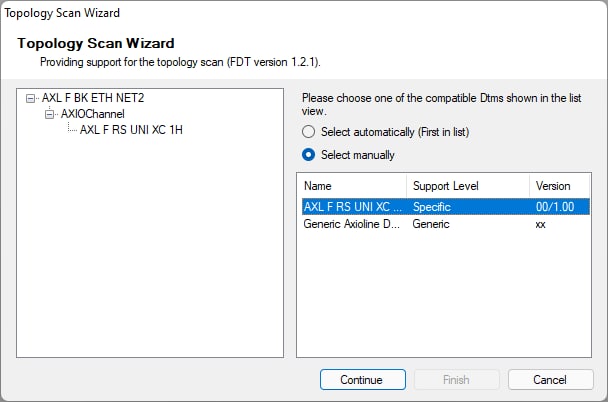 Topology Scan Wizard
Topology Scan Wizard
Providing support for the topology scan (FDT version 1.2.1).
AXL F BK ETH NET2
AXIOChannel
AXL F RS UNI XC 1H
Please choose one of the compatible Dtms shown in the list
view.
Select automatically (First in list)
Select manually
Name Support Level Version
AXL F RS UNI XC ... Specific 00/1.00
Generic Axioline D... Generic xx
Continue Finish Cancel